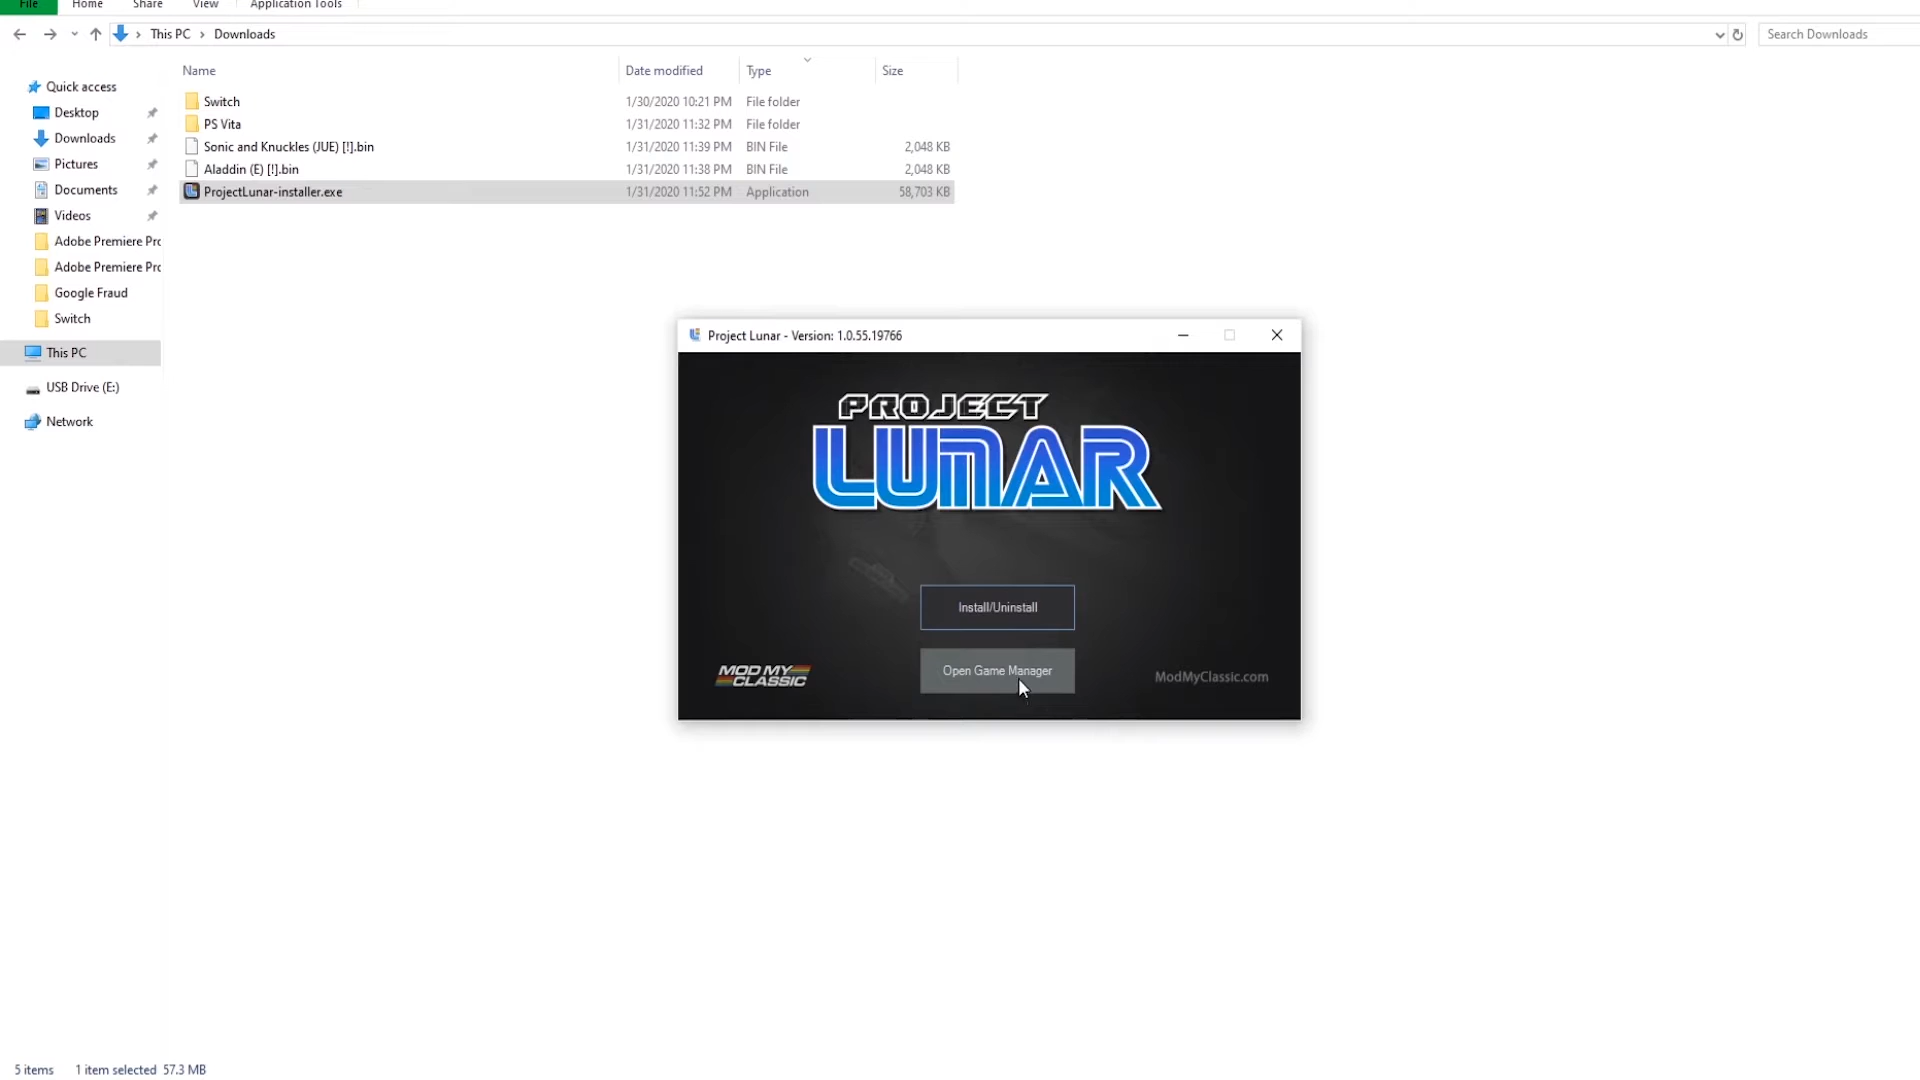 File Home Share View Application Tools
This PC Downloads Search Downloads
Name Date modified Type Size
Quick access
Desktop
Downloads
Pictures
Documents
Videos
Adobe Premiere Prc
Adobe Premiere Prc
Google Fraud
Switch
This PC
USB Drive (E:)
Network
Switch 1/30/2020 10:21 PM File folder
PS Vita 1/31/2020 11:32 PM File folder
Sonic and Knuckles (JUE) [!].bin 1/31/2020 11:39 PM BIN File 2,048 KB
Aladdin (E) [!].bin 1/31/2020 11:38 PM BIN File 2,048 KB
ProjectLunar-installer.exe 1/31/2020 11:52 PM Application 58,703 KB
Project Lunar - Version: 1.0.55.19766
PROJECT
LUNAR
Install/Uninstall
Open Game Manager
MOD MY
CLASSIC
ModMyClassic.com
5 items 1 item selected 57.3 MB